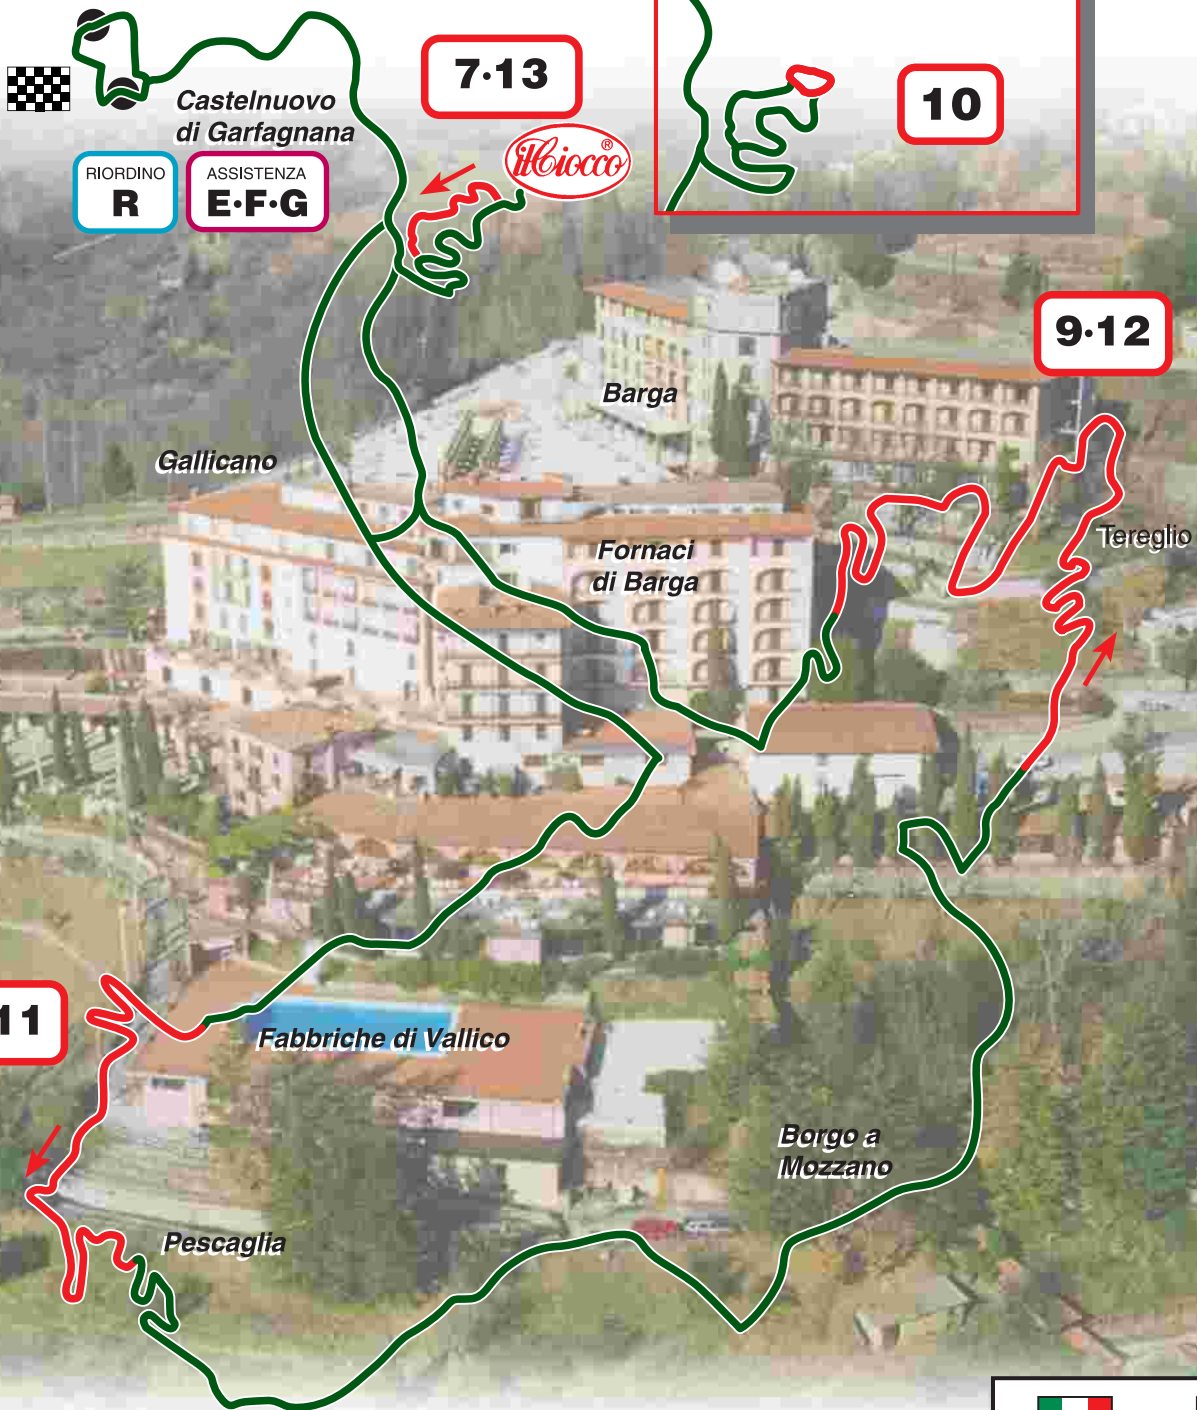 7·13
10
Castelnuovo
di Garfagnana
il Ciocco®
RIORDINO
R
ASSISTENZA
E·F·G
9·12
Barga
Gallicano
Tereglio
Fornaci
di Barga
11
Fabbriche di Vallico
Borgo a
Mozzano
Pescaglia